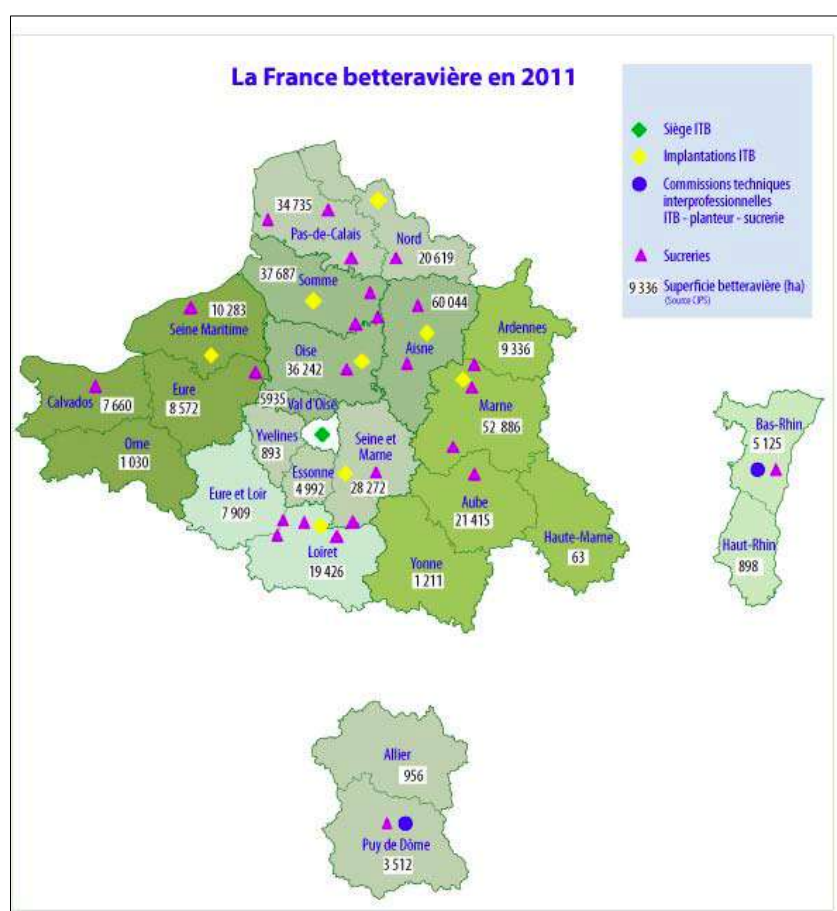 La France betteravière en 2011
Siège ITB
Implantations ITB
Commissions techniques
interprofessionnelles
ITB - planteur - sucrerie
Sucreries
9 336 Superficie betteravière (ha)
(Source CIPS)
34 735
Pas-de-Calais
Nord
20 619
37 687
Somme
60 044
Aisne
10 283
Seine Maritime
Oise
36 242
Ardennes
9 336
Calvados
7 660
Eure
8 572
5935
Val d'Oise
Marne
52 886
Orne
1 030
Yvelines
893
Seine et
Marne
28 272
Essonne
4 992
Eure et Loir
7 909
Aube
21 415
Haute-Marne
63
Loiret
19 426
Yonne
1 211
Bas-Rhin
5 125
Haut-Rhin
898
Allier
956
Puy de Dôme
3 512